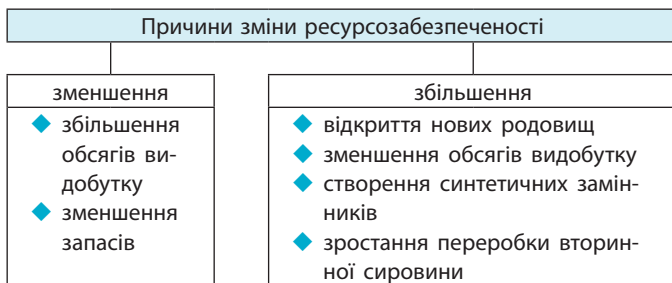 Причини зміни ресурсозабезпеченості
зменшення
збільшення
обсягів ви-
добутку
зменшення
запасів
збільшення
відкриття нових родовищ
зменшення обсягів видобутку
створення синтетичних замін-
ників
зростання переробки вторин-
ної сировини